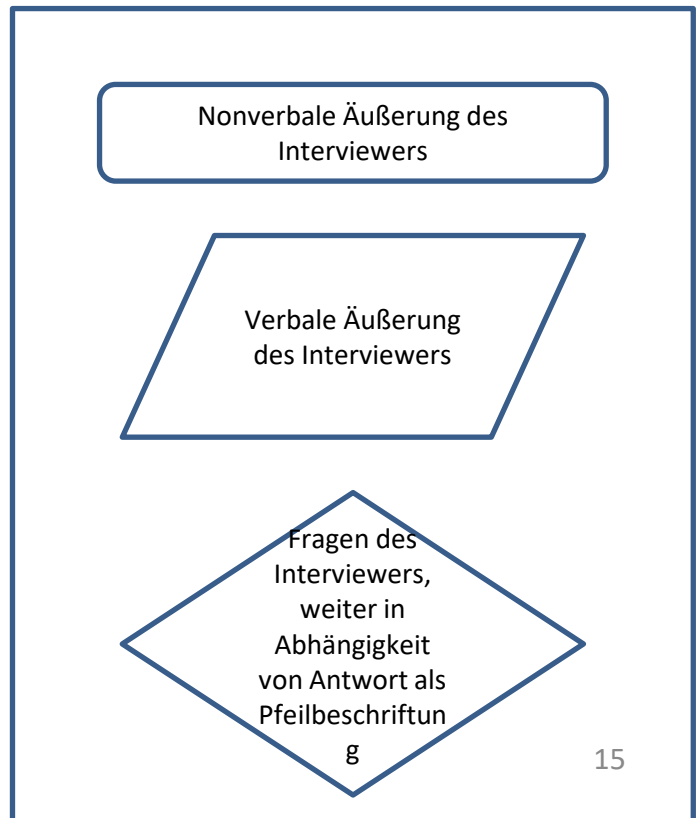 Nonverbale Äußerung des
Interviewers
Verbale Äußerung
des Interviewers
Fragen des
Interviewers,
weiter in
Abhängigkeit
von Antwort als
Pfeilbeschriftun
g
15